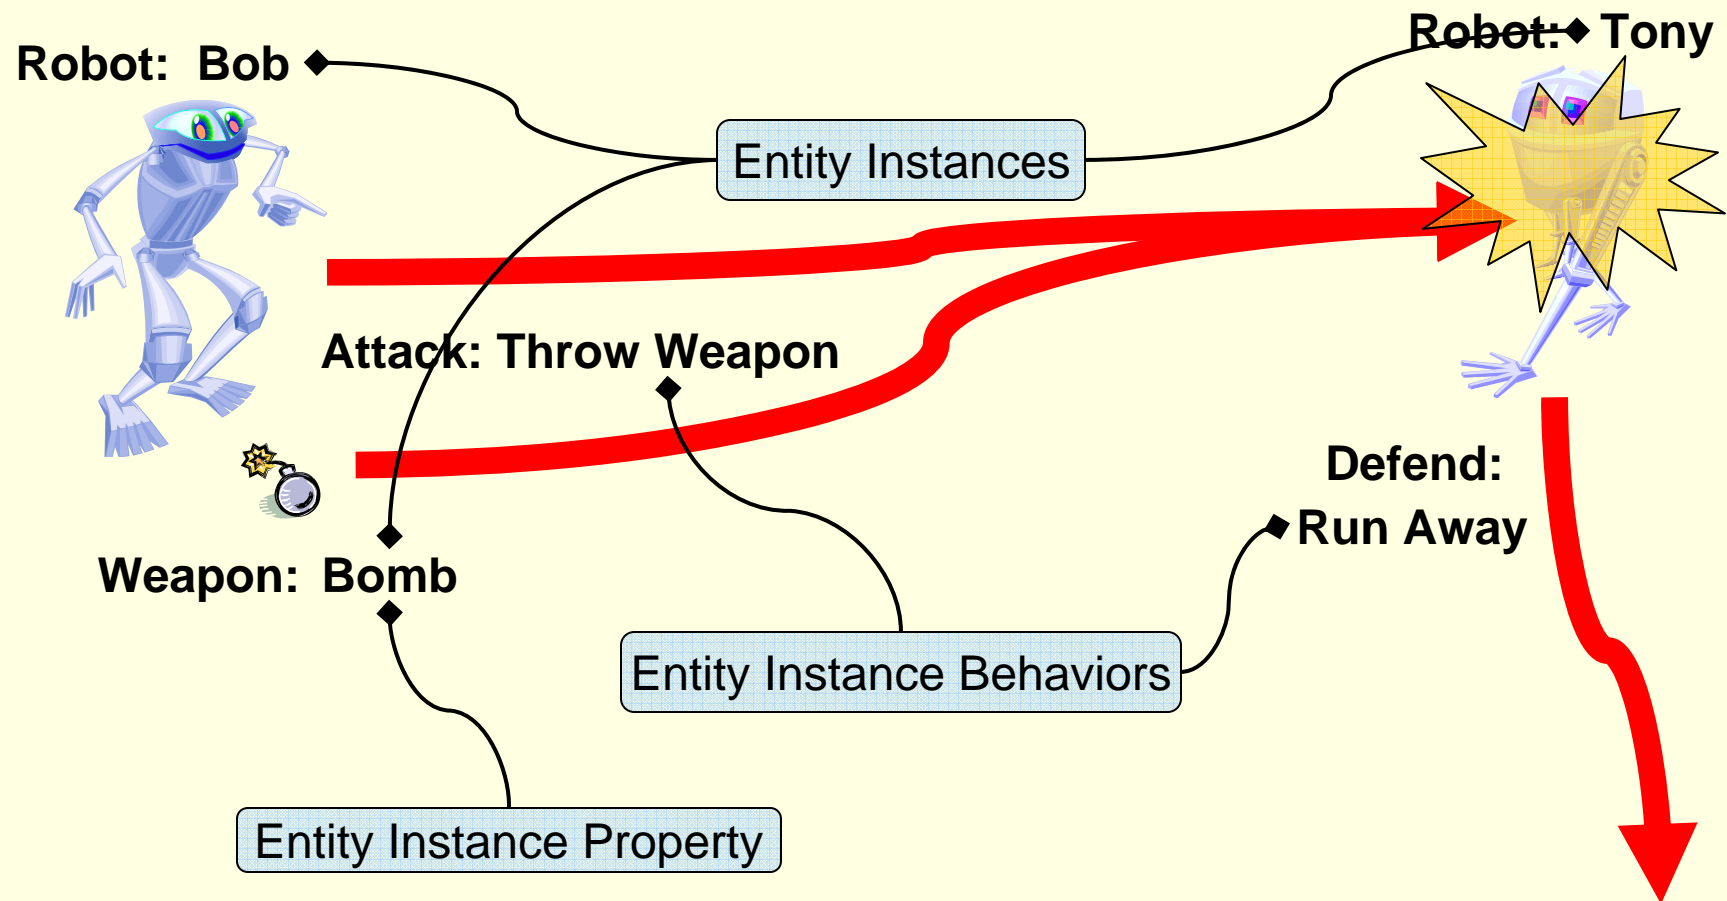 Robot: Bob
Robot: Tony
Entity Instances
Attack: Throw Weapon
Defend:
Run Away
Weapon: Bomb
Entity Instance Behaviors
Entity Instance Property